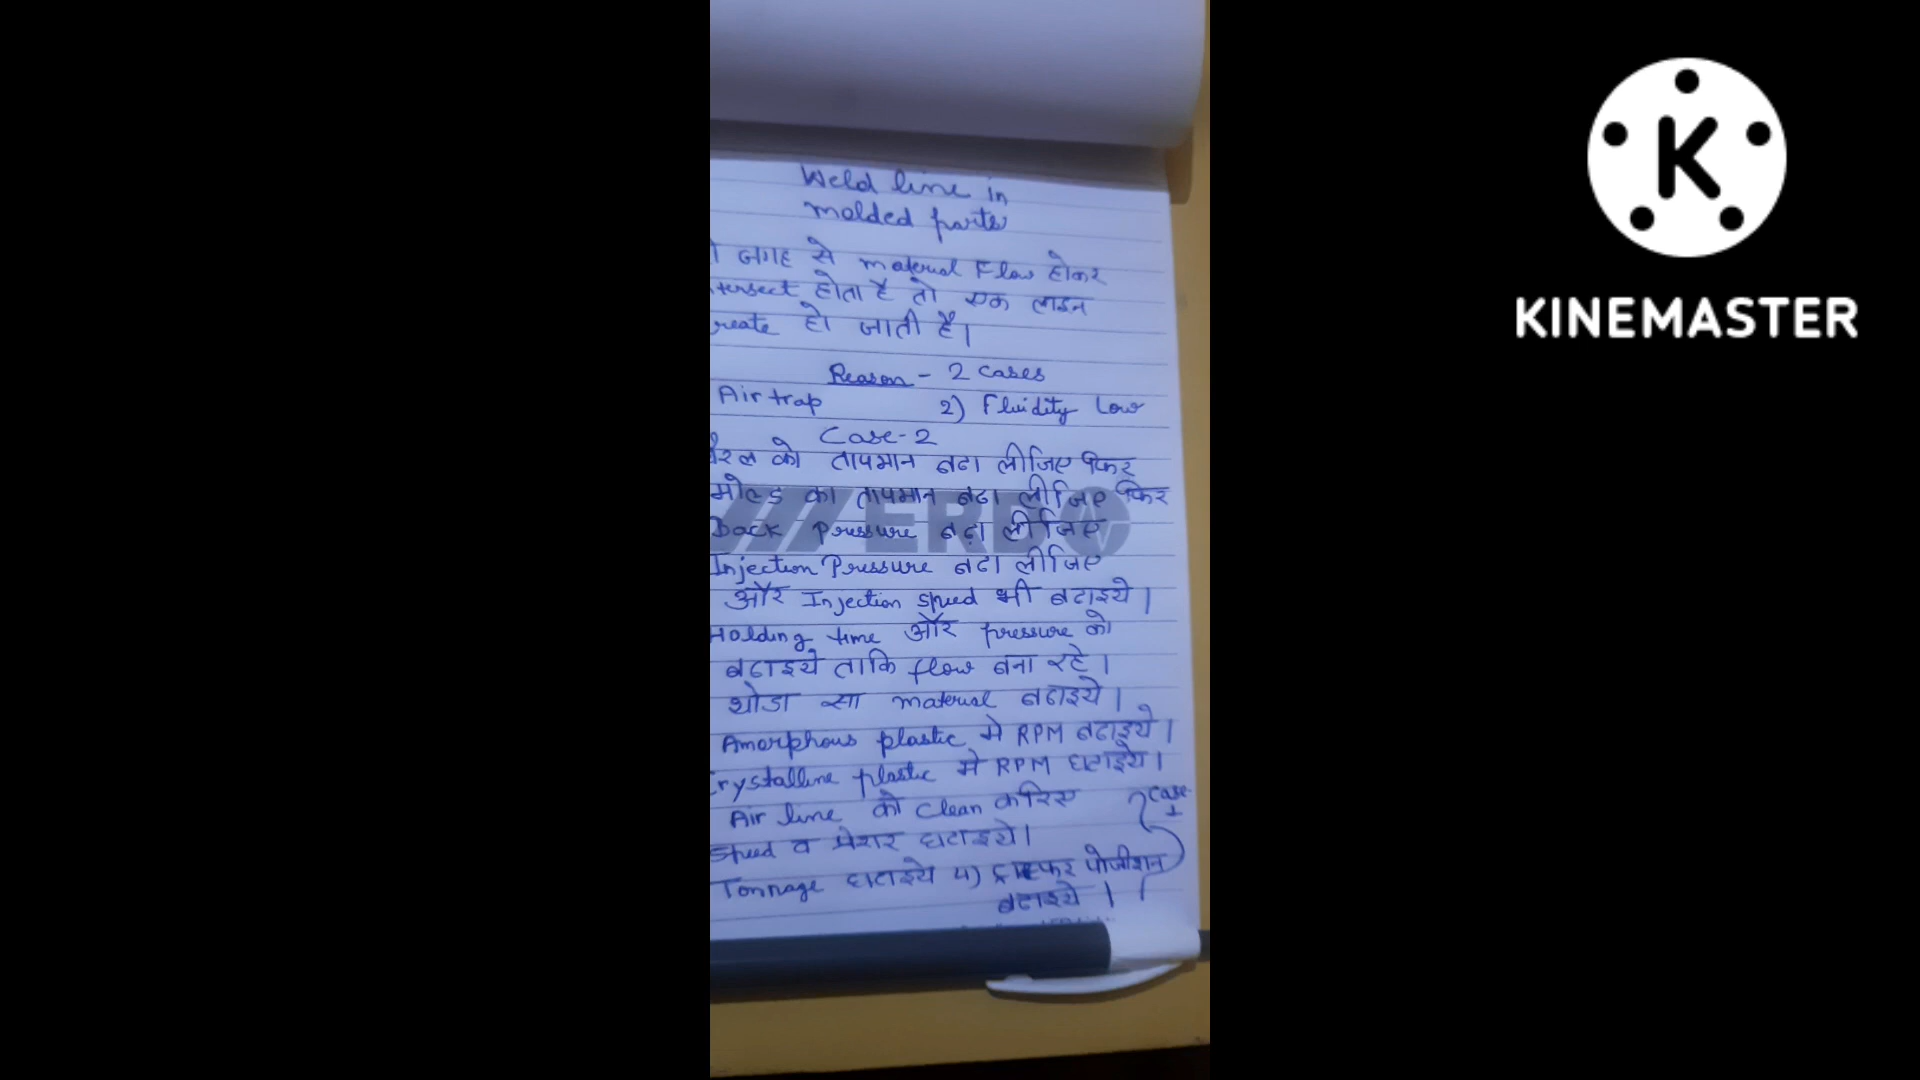 Weld line in
molded parts
जगह से material Flow होकर
ntersect होता है तो एक लाइन
reate हो जाती है।
Reason - 2 cases
Air trap 2) Fluidity Low
Case-2
बैरल को तापमान बढा लीजिए फिर
मोल्ड का तापमान बढा लीजिए फिर
Back Pressure बढ़ा लीजिए
Injection Pressure बढा लीजिए
और Injection speed भी बढाइये।
Holding time और pressure को
बढाइये ताकि flow बना रहे।
थोडा सा material बढाइये।
Amorphous plastic मे RPM बढाइये।
Crystalline plastic मे RPM घटाइये।
Air line को clean करिए
Case-1
speed व प्रेशर घटाइये।
Tonnage घटाइये 4) पोजीशन
बढाइये।
KINEMASTER